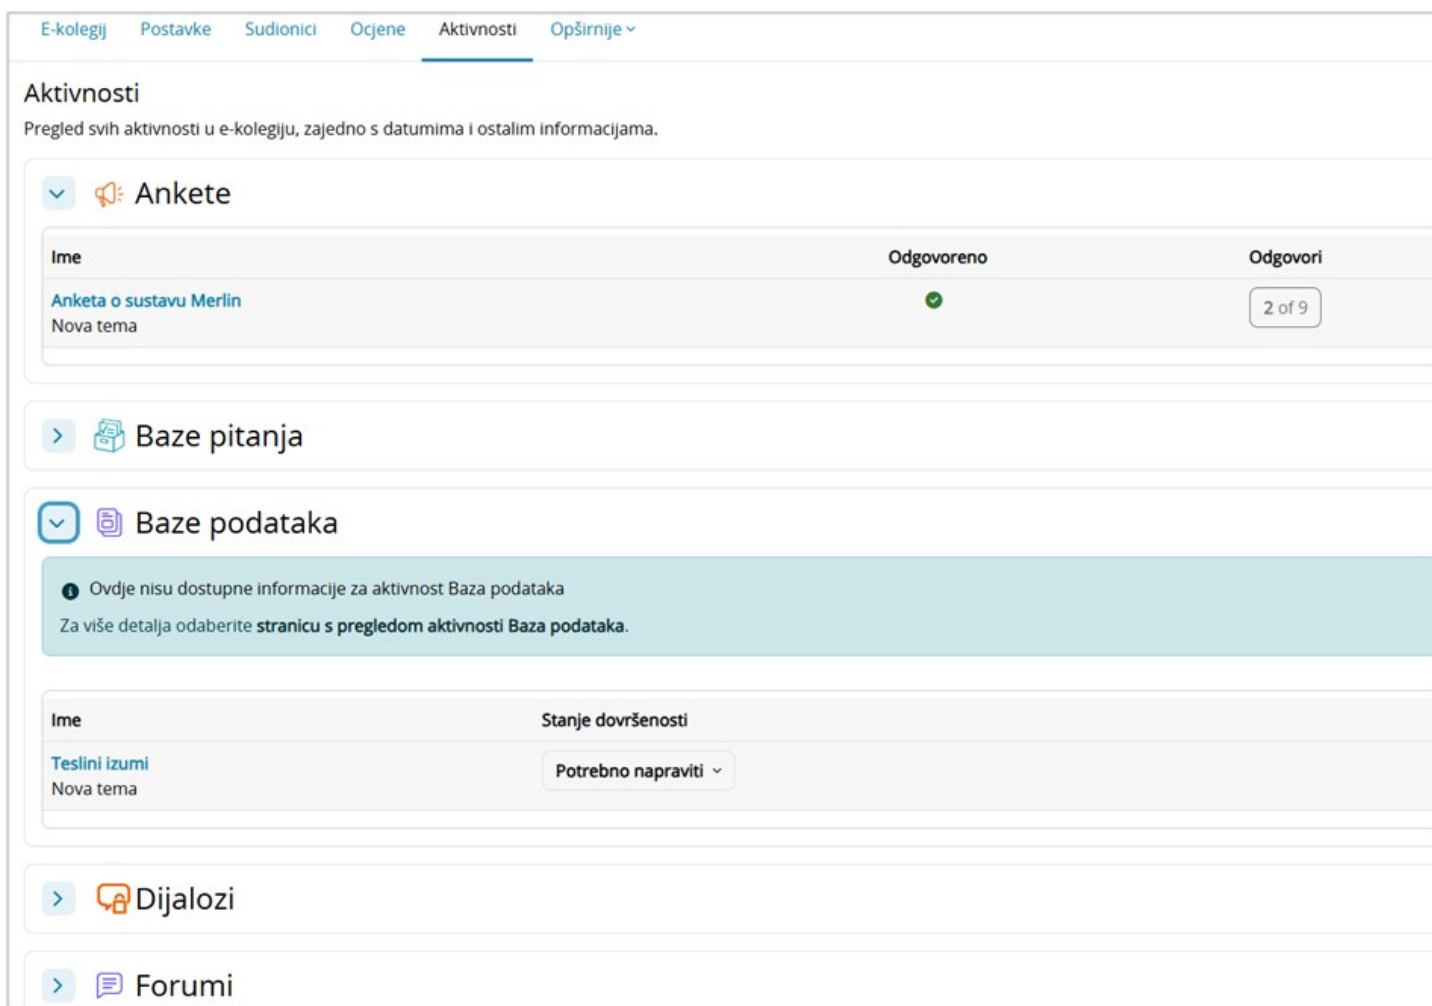 E-kolegij Postavke Sudionici Ocjene Aktivnosti Opširnije
Aktivnosti
Pregled svih aktivnosti u e-kolegiju, zajedno s datumima i ostalim informacijama.
Ankete
Ime Odgovoreno Odgovori
Anketa o sustavu Merlin 2 of 9
Nova tema
Baze pitanja
Baze podataka
Ovdje nisu dostupne informacije za aktivnost Baza podataka
Za više detalja odaberite stranicu s pregledom aktivnosti Baza podataka.
Ime Stanje dovršenosti
Teslini izumi Potrebno napraviti
Nova tema
Dijalozi
Forumi